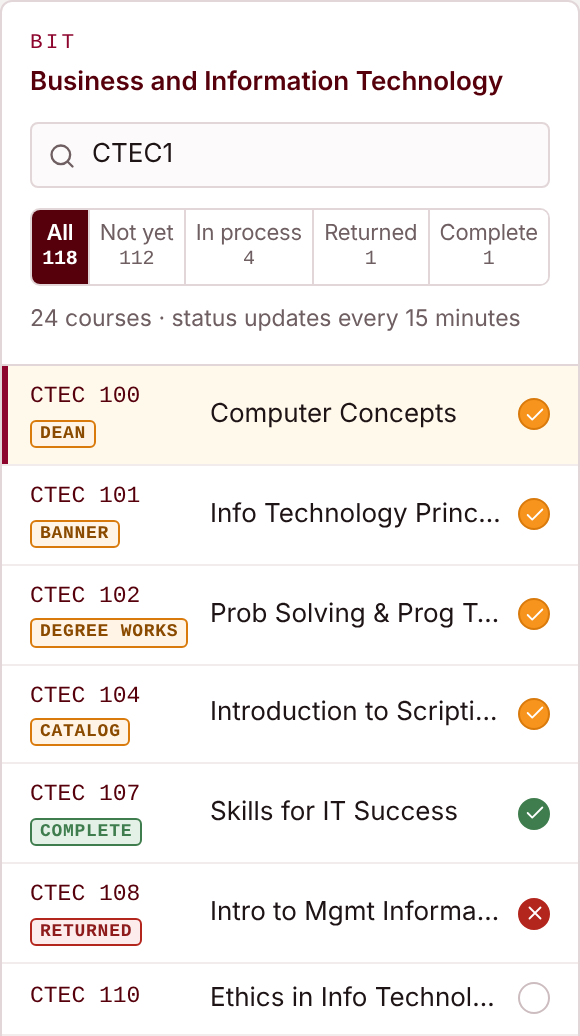 BIT
Business and Information Technology
CTEC1
All Not yet In process Returned Complete
118 112 4 1 1
24 courses · status updates every 15 minutes
CTEC 100
Computer Concepts
DEAN
CTEC 101
Info Technology Princ...
BANNER
CTEC 102
Prob Solving & Prog T...
DEGREE WORKS
CTEC 104
Introduction to Scripti...
CATALOG
CTEC 107
Skills for IT Success
COMPLETE
CTEC 108
Intro to Mgmt Informa...
RETURNED
CTEC 110
Ethics in Info Technol...